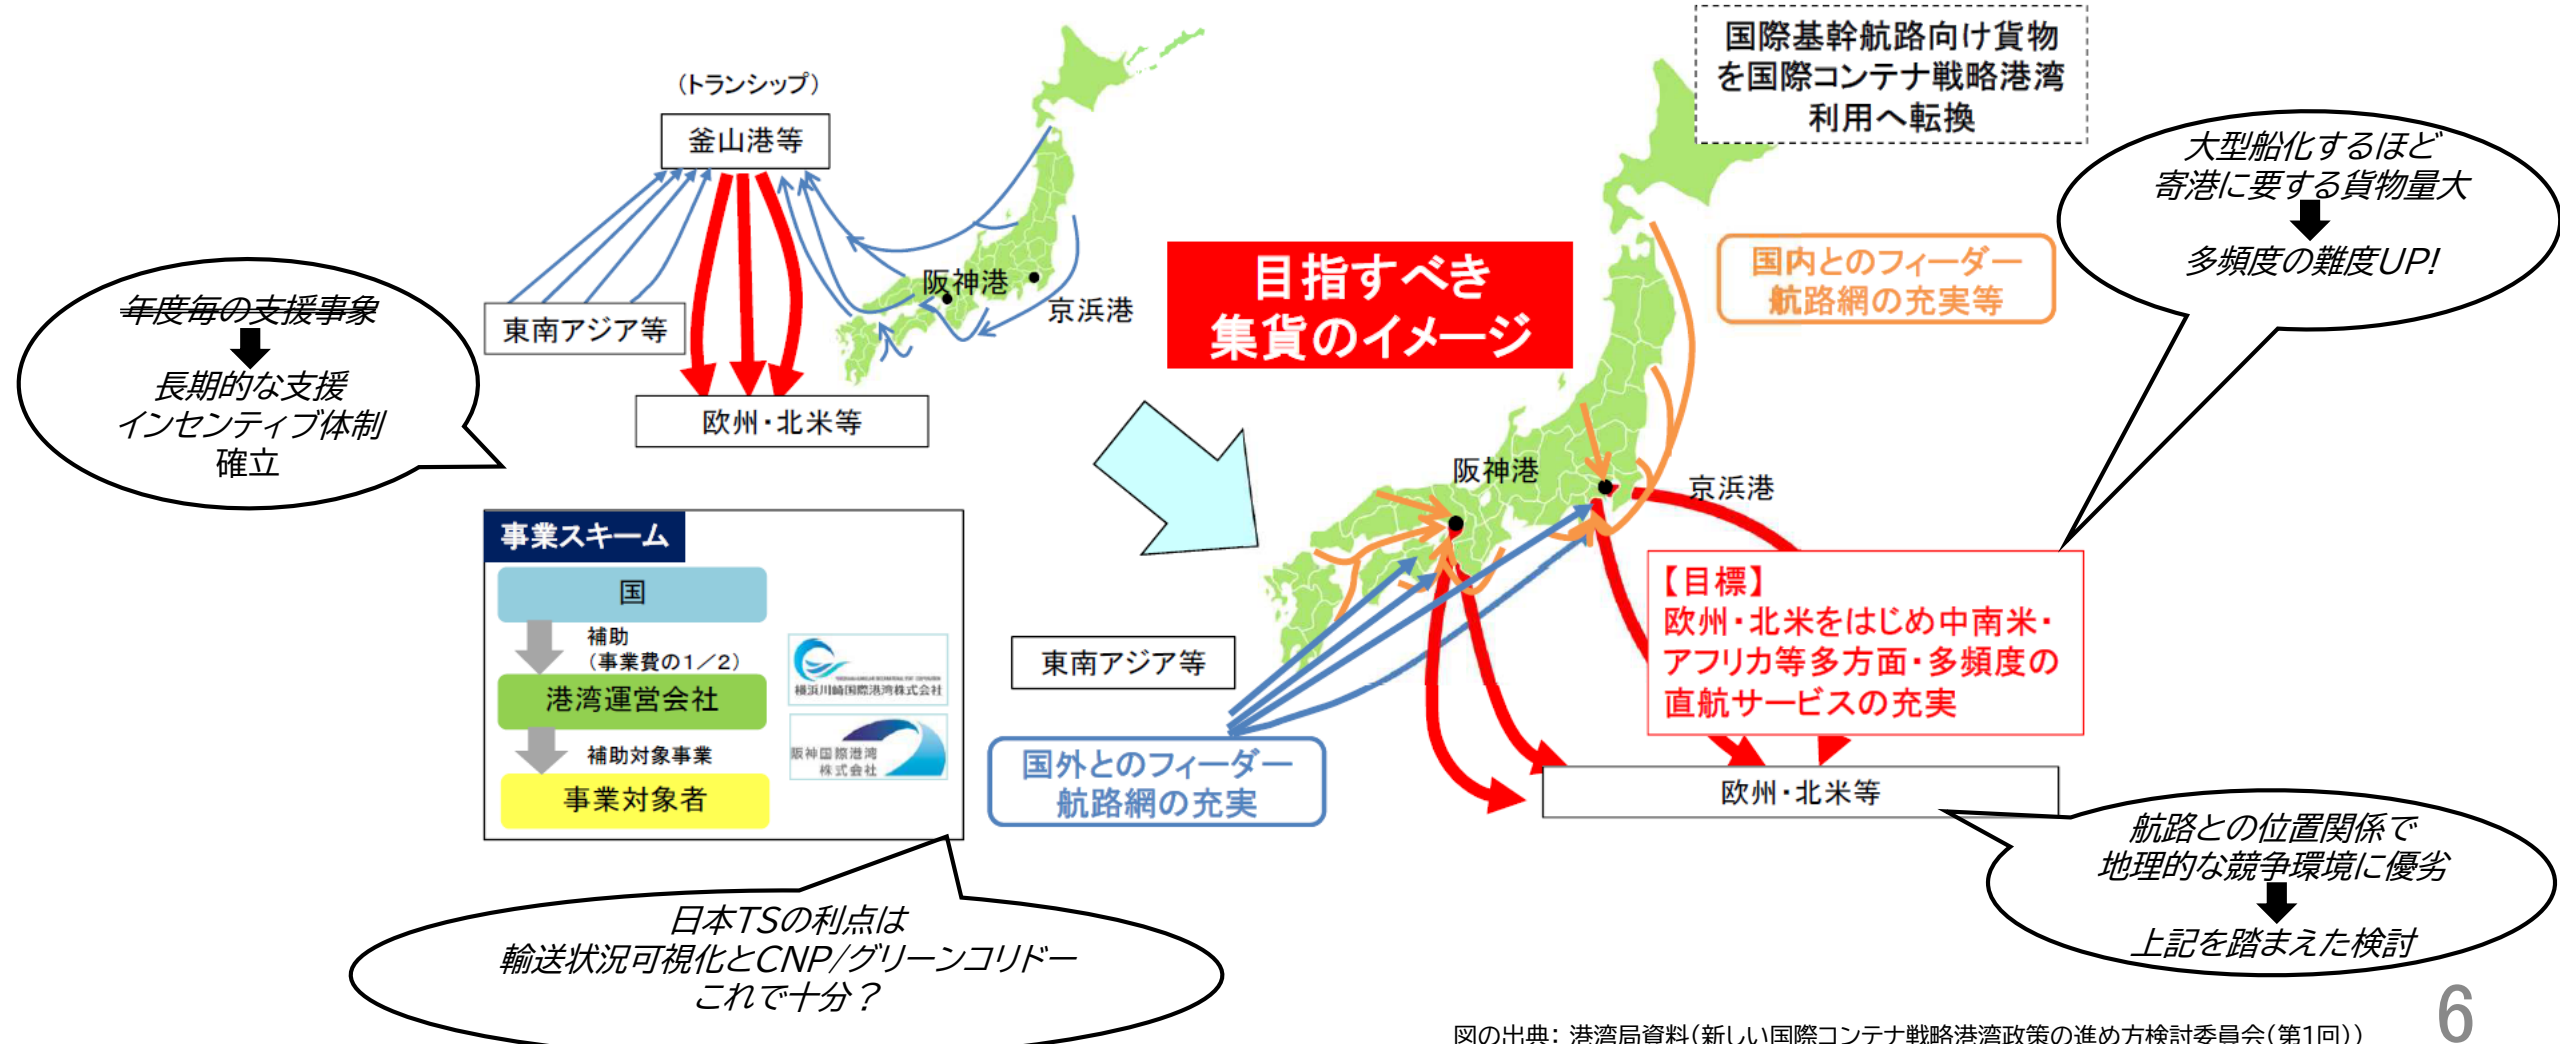 (トランシップ)
釜山港等
東南アジア等
阪神港
京浜港
欧州・北米等
年度毎の支援事象
長期的な支援
インセンティブ体制
確立
事業スキーム
国
補助
(事業費の1/2)
港湾運営会社
補助対象事業
事業対象者
横浜川崎国際港湾株式会社
阪神国際港湾
株式会社
日本TSの利点は
輸送状況可視化とCNP/グリーンコリドー
これで十分?
目指すべき
集貨のイメージ
国際基幹航路向け貨物
を国際コンテナ戦略港湾
利用へ転換
国内とのフィーダー
航路網の充実等
大型船化するほど
寄港に要する貨物量大
多頻度の難度UP!
阪神港
京浜港
東南アジア等
国外とのフィーダー
航路網の充実
【目標】
欧州・北米をはじめ中南米・
アフリカ等多方面・多頻度の
直航サービスの充実
欧州・北米等
航路との位置関係で
地理的な競争環境に優劣
上記を踏まえた検討
図の出典: 港湾局資料(新しい国際コンテナ戦略港湾政策の進め方検討委員会(第1回))
6